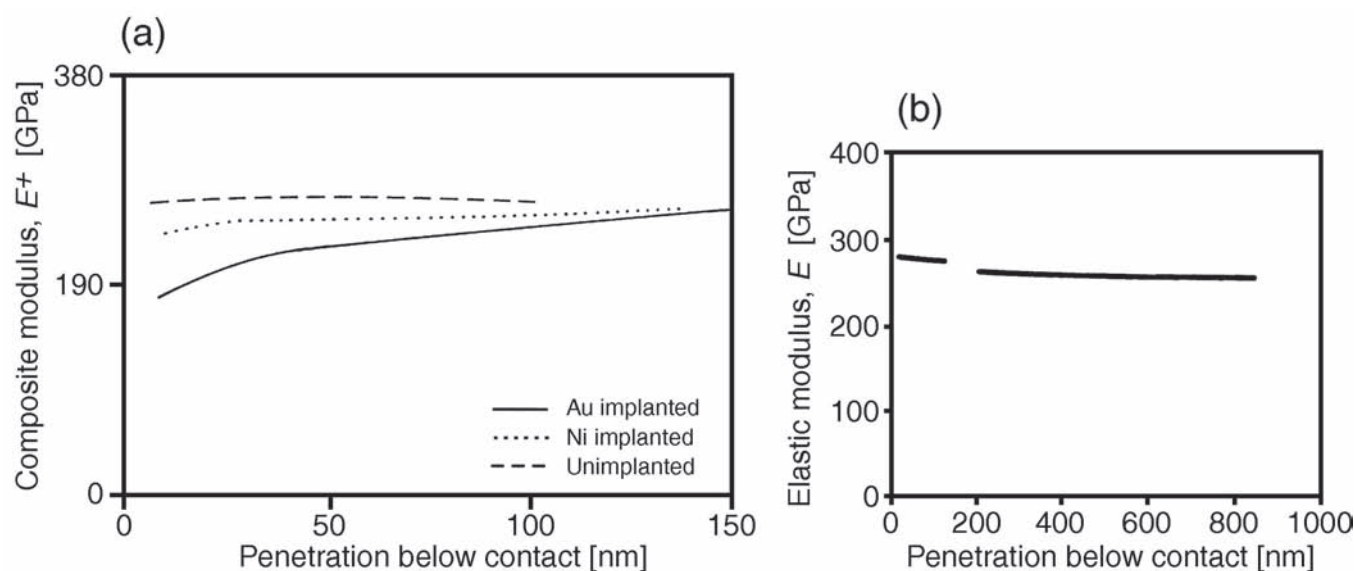 (a)
Composite modulus, E+ [GPa]
380
190
0
Au implanted
Ni implanted
Unimplanted
0 50 100 150
Penetration below contact [nm]
(b)
Elastic modulus, E [GPa]
400
300
200
100
0
0 200 400 600 800 1000
Penetration below contact [nm]